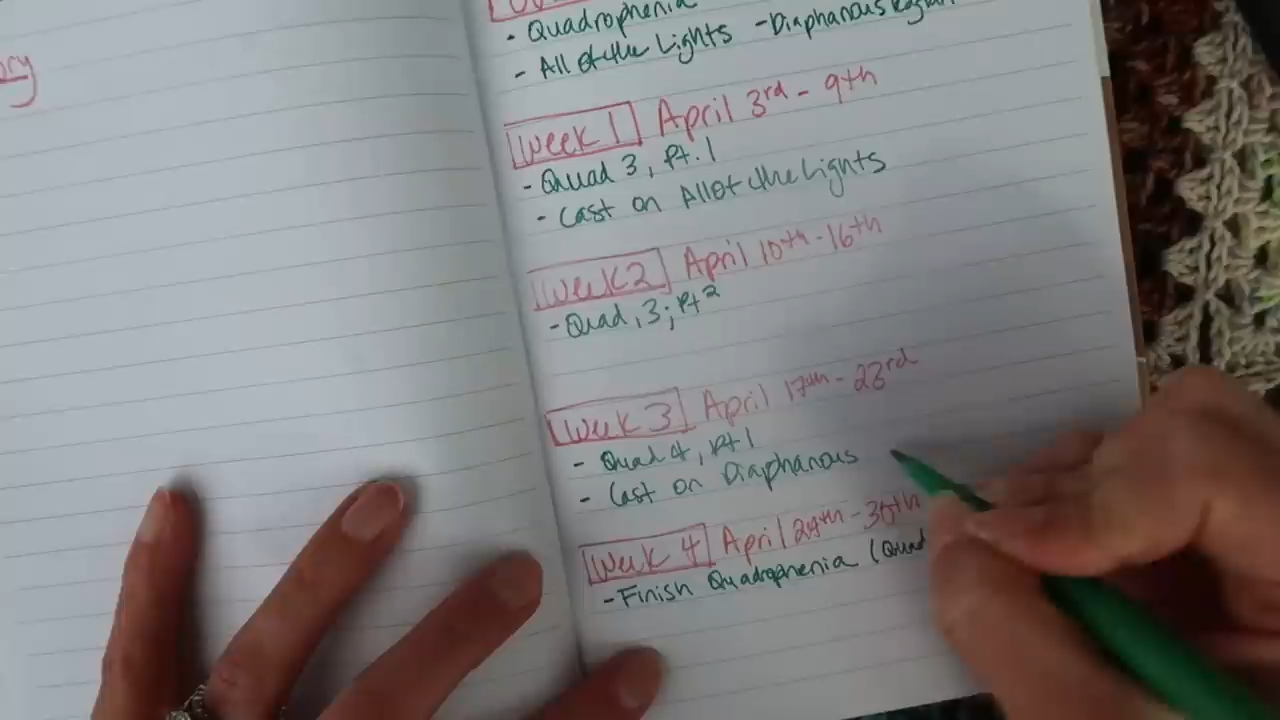 - Quadrophenia
- All of the Lights - Diaphanous
Week 1 April 3rd - 9th
- Quad 3, Pt. 1
- Cast on All of the Lights
Week 2 April 10th - 16th
- Quad, 3; Pt 2
Week 3 April 17th - 23rd
- Quad 4, Pt 1
- Cast on Diaphanous
Week 4 April 24th - 30th
- Finish Quadrophenia (Quad